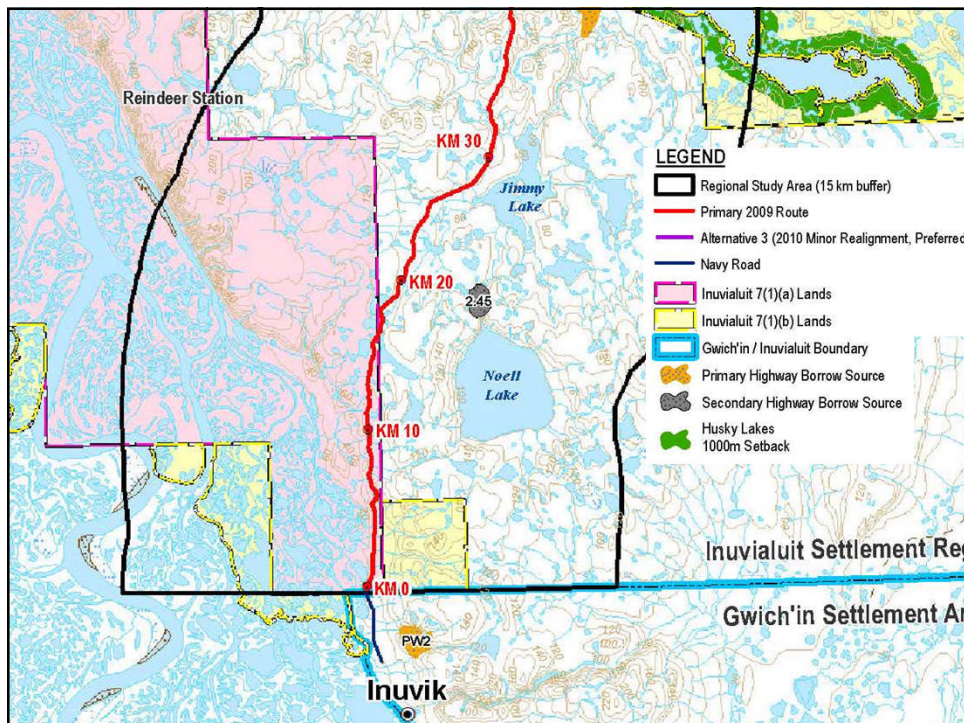 Reindeer Station
KM 30
Jimmy
Lake
KM 20
2.45
Noell
Lake
KM 10
KM 0
PW2
Inuvik
Inuvialuit Settlement Reg
Gwich'in Settlement Ar
LEGEND
Regional Study Area (15 km buffer)
Primary 2009 Route
Alternative 3 (2010 Minor Realignment, Preferred
Navy Road
Inuvialuit 7(1)(a) Lands
Inuvialuit 7(1)(b) Lands
Gwich'in / Inuvialuit Boundary
Primary Highway Borrow Source
Secondary Highway Borrow Source
Husky Lakes
1000m Setback